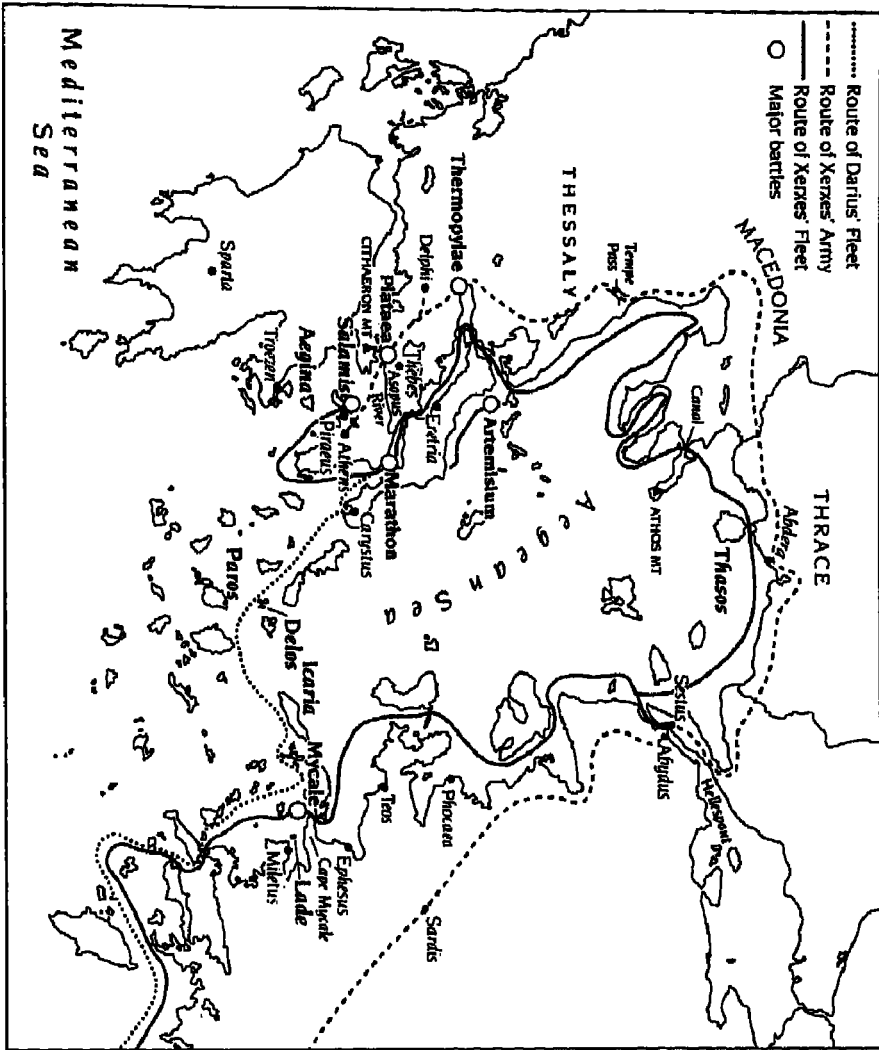 Route of Darius' Fleet
Route of Xerxes' Army
Route of Xerxes' Fleet
Major battles
MACEDONIA
THRACE
Abdera
Thasos
Canal
ATHOS MT
Tempe
Pass
THESSALY
Sestus
Abydus
Hellespont
Aegean Sea
Artemisium
Thermopylae
Delphi
Eretria
Thebes
Asopus
River
Plataea
CITHAERON MT
Marathon
Carystus
Salamis
Athens
Piraeus
Aegina
Troezen
Sparta
Phocaea
Sardis
Teos
Ephesus
Cape Mycale
Mycale
Lade
Miletus
Icaria
Delos
Paros
Mediterranean
Sea